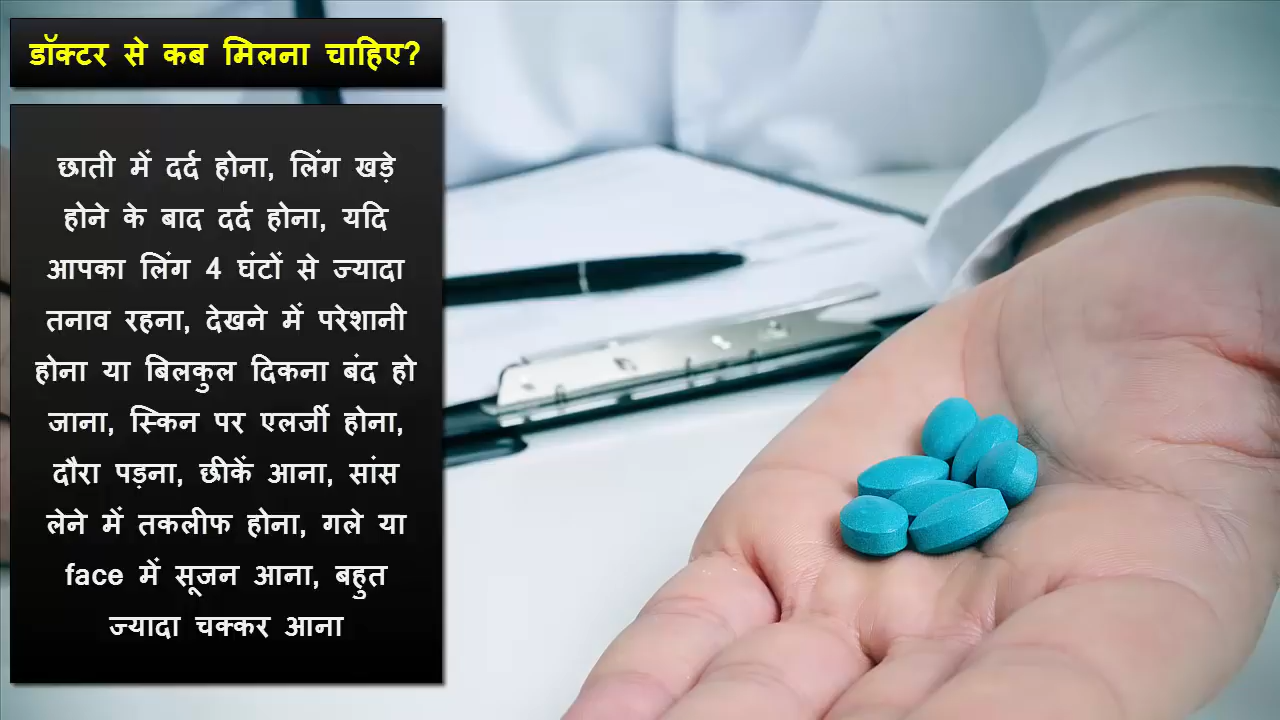 डॉक्टर से कब मिलना चाहिए?
छाती में दर्द होना, लिंग खड़े
होने के बाद दर्द होना, यदि
आपका लिंग 4 घंटों से ज्यादा
तनाव रहना, देखने में परेशानी
होना या बिलकुल दिकना बंद हो
जाना, स्किन पर एलर्जी होना,
दौरा पड़ना, छीकें आना, सांस
लेने में तकलीफ होना, गले या
face में सूजन आना, बहुत
ज्यादा चक्कर आना